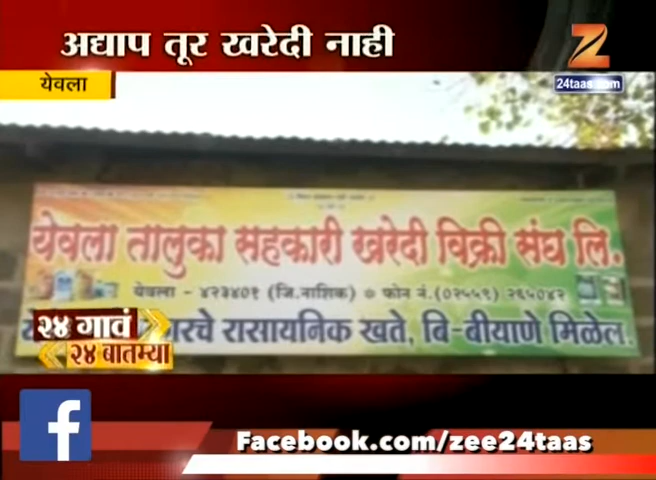 अद्याप तूर खरेदी नाही
येवला
24taas.com
येवला तालुका सहकारी खरेदी विक्री संघ लि.
येवला - ४२३४०१ (जि.नाशिक) फोन नं.(०२५५९) २६५०४२
रासायनिक खते, बि-बीयाणे मिळेल.
२४ गावं
२४ बातम्या
Facebook.com/zee24taas